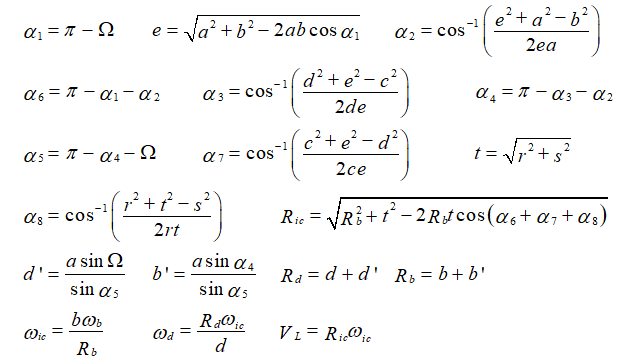 α₁ = π − Ω    e = √(a² + b² − 2ab cos α₁)    α₂ = cos⁻¹((e² + a² − b²)/(2ea))
α₆ = π − α₁ − α₂    α₃ = cos⁻¹((d² + e² − c²)/(2de))    α₄ = π − α₃ − α₂
α₅ = π − α₄ − Ω    α₇ = cos⁻¹((c² + e² − d²)/(2ce))    t = √(r² + s²)
α₈ = cos⁻¹((r² + t² − s²)/(2rt))    R_ic = √(R_b² + t² − 2R_b t cos(α₆ + α₇ + α₈))
d' = (a sin Ω)/(sin α₅)    b' = (a sin α₄)/(sin α₅)    R_d = d + d'    R_b = b + b'
ω_ic = (bω_b)/(R_b)    ω_d = (R_d ω_ic)/(d)    V_L = R_ic ω_ic